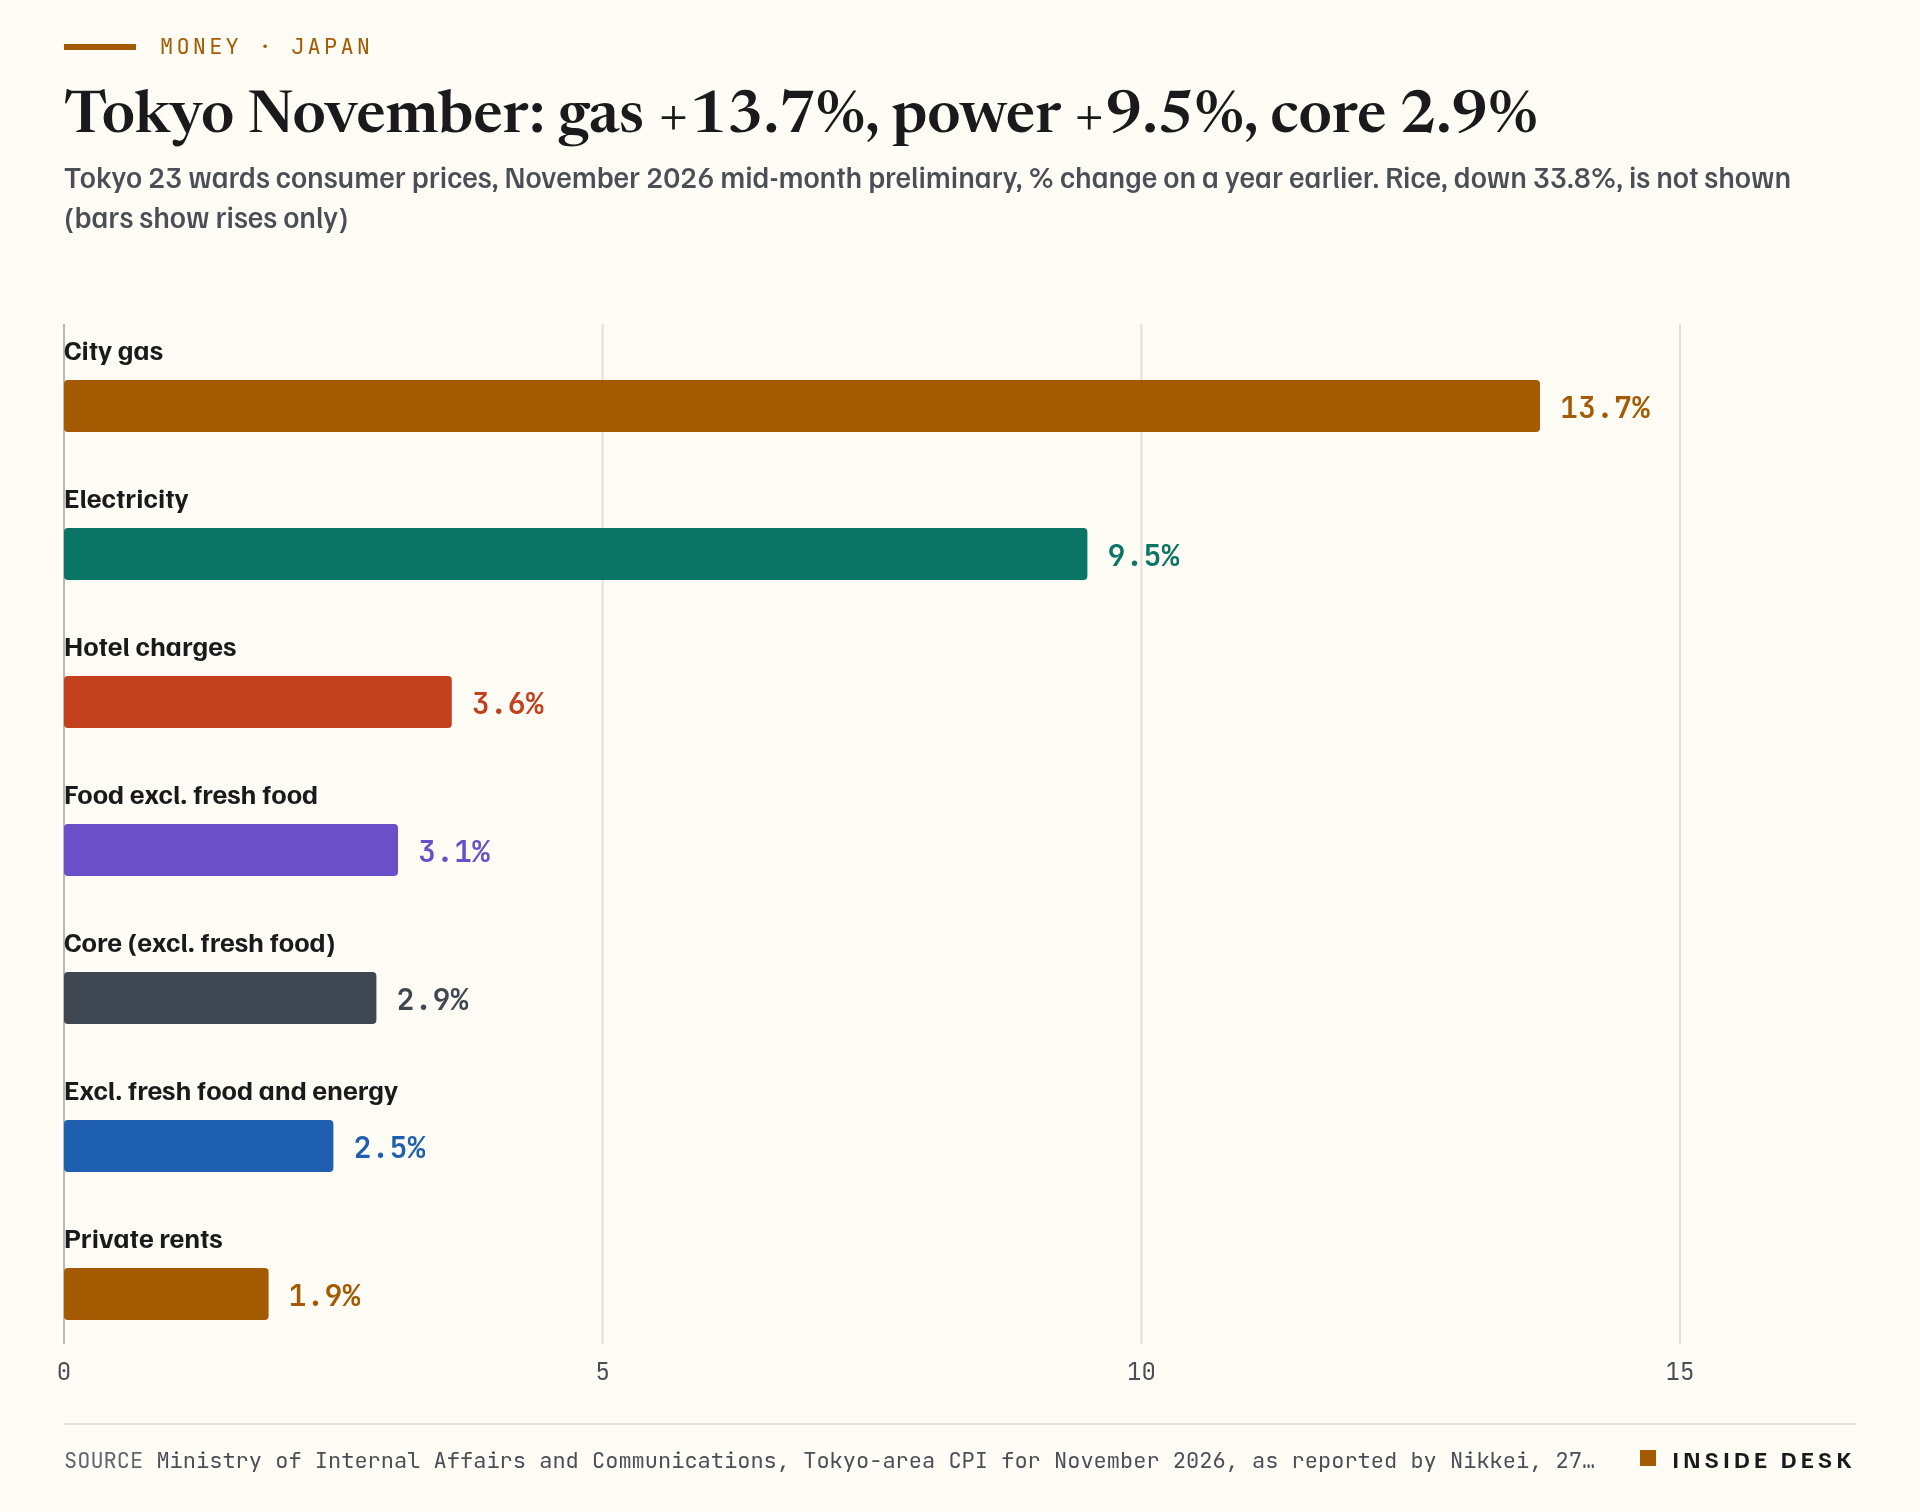 MONEY · JAPAN
Tokyo November: gas +13.7%, power +9.5%, core 2.9%
Tokyo 23 wards consumer prices, November 2026 mid-month preliminary, % change on a year earlier. Rice, down 33.8%, is not shown
(bars show rises only)
City gas
13.7%
Electricity
9.5%
Hotel charges
3.6%
Food excl. fresh food
3.1%
Core (excl. fresh food)
2.9%
Excl. fresh food and energy
2.5%
Private rents
1.9%
0 5 10 15
SOURCE Ministry of Internal Affairs and Communications, Tokyo-area CPI for November 2026, as reported by Nikkei, 27…
INSIDE DESK